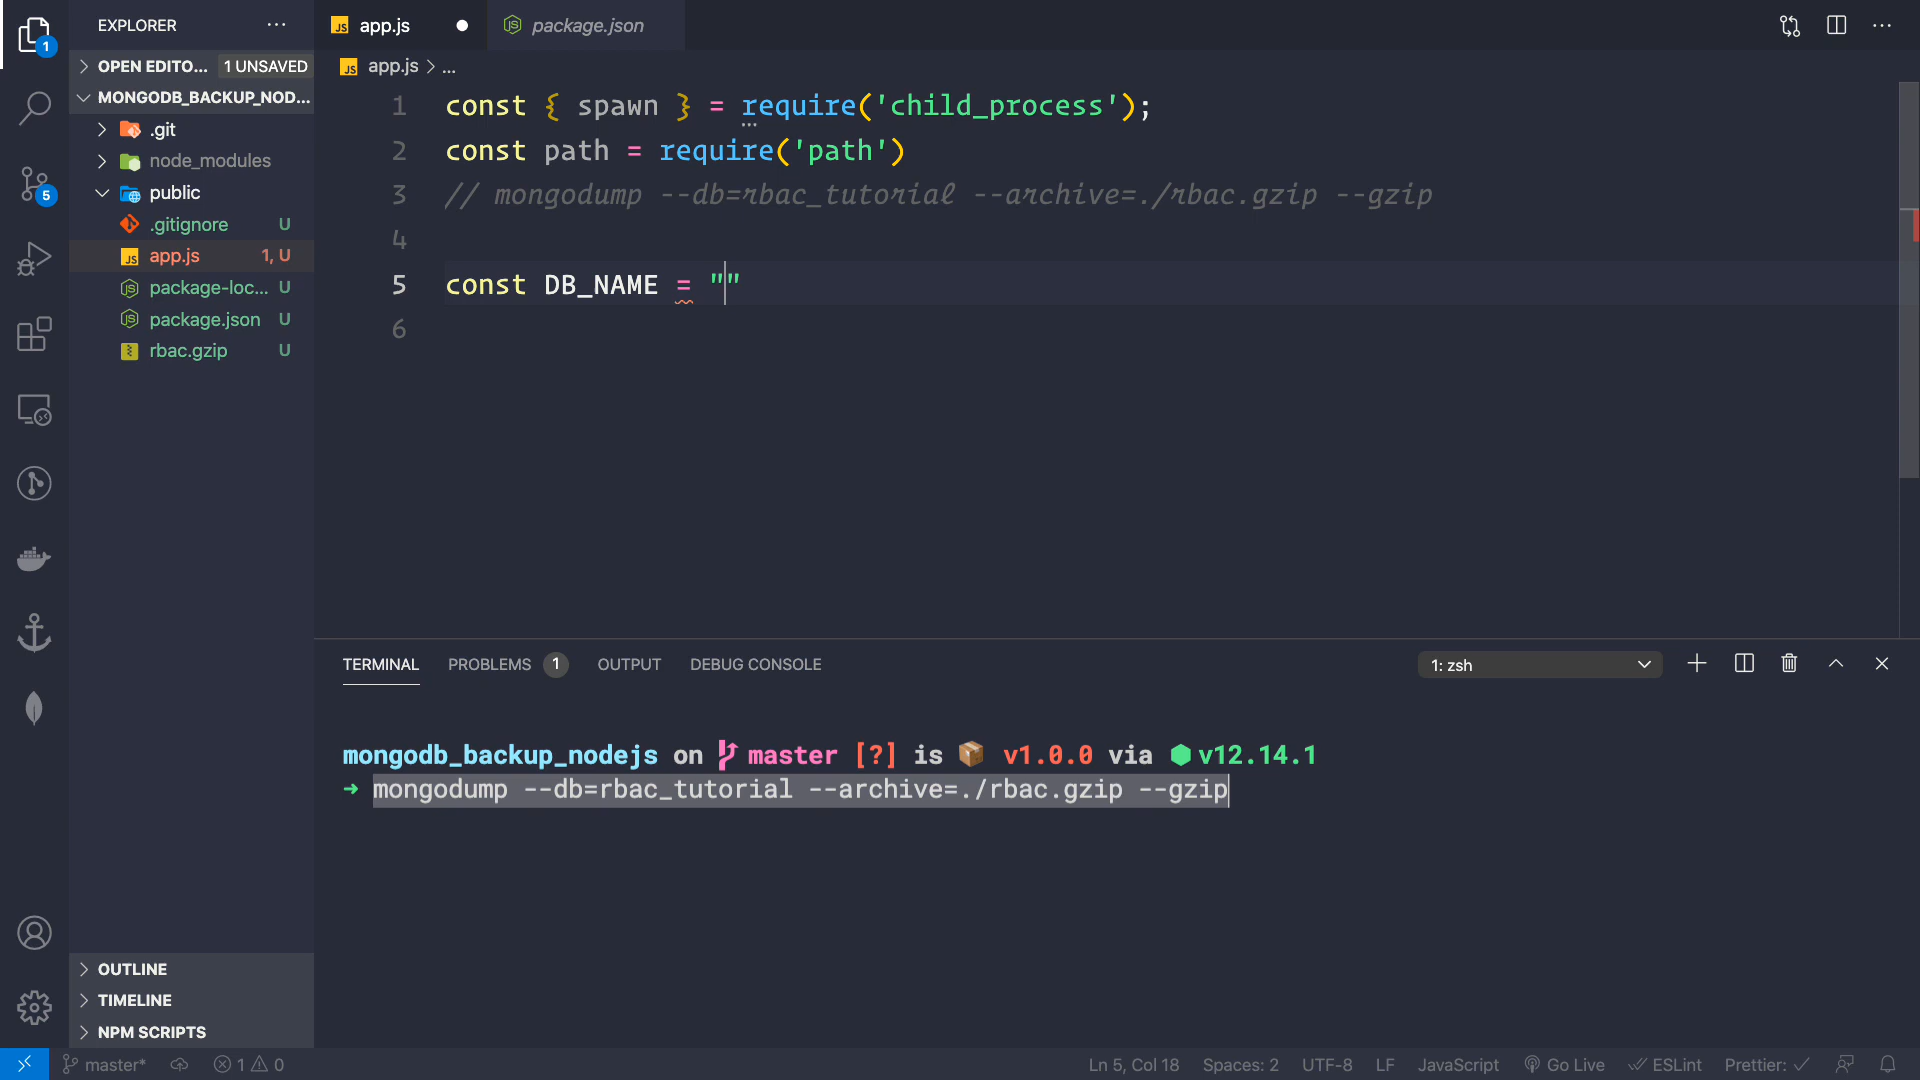 EXPLORER
OPEN EDITO... 1 UNSAVED
MONGODB_BACKUP_NOD...
.git
node_modules
public
.gitignore U
app.js 1, U
package-loc... U
package.json U
rbac.gzip U
OUTLINE
TIMELINE
NPM SCRIPTS
1
5
JS app.js
package.json
JS app.js > ...
1 const { spawn } = require('child_process');
2 const path = require('path')
3 // mongodump --db=rbac_tutorial --archive=./rbac.gzip --gzip
4
5 const DB_NAME = ""
6
TERMINAL PROBLEMS 1 OUTPUT DEBUG CONSOLE 1: zsh
mongodb_backup_nodejs on master [?] is 📦 v1.0.0 via ⬢ v12.14.1
➜ mongodump --db=rbac_tutorial --archive=./rbac.gzip --gzip
master* 1 0 Ln 5, Col 18 Spaces: 2 UTF-8 LF JavaScript Go Live ESLint Prettier: ✓